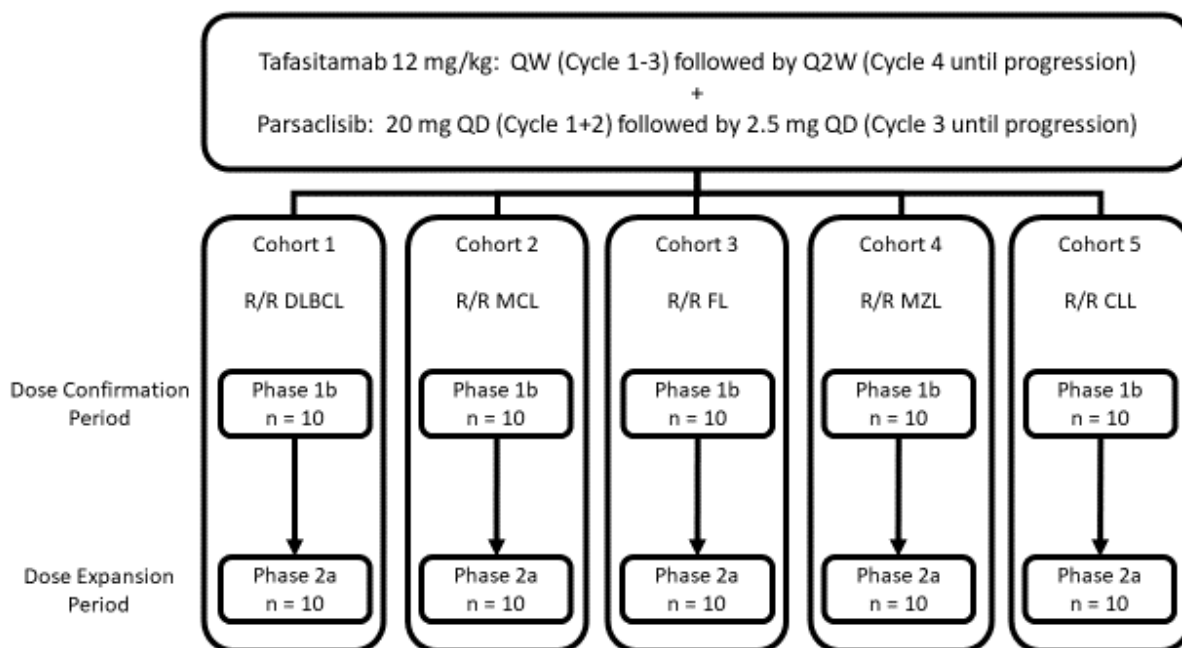 Tafasitamab 12 mg/kg:  QW (Cycle 1-3) followed by Q2W (Cycle 4 until progression)
+
Parsaclisib:  20 mg QD (Cycle 1+2) followed by 2.5 mg QD (Cycle 3 until progression)
Cohort 1
Cohort 2
Cohort 3
Cohort 4
Cohort 5
R/R DLBCL
R/R MCL
R/R FL
R/R MZL
R/R CLL
Dose Confirmation
Period
Phase 1b
n = 10
Phase 1b
n = 10
Phase 1b
n = 10
Phase 1b
n = 10
Phase 1b
n = 10
Dose Expansion
Period
Phase 2a
n = 10
Phase 2a
n = 10
Phase 2a
n = 10
Phase 2a
n = 10
Phase 2a
n = 10